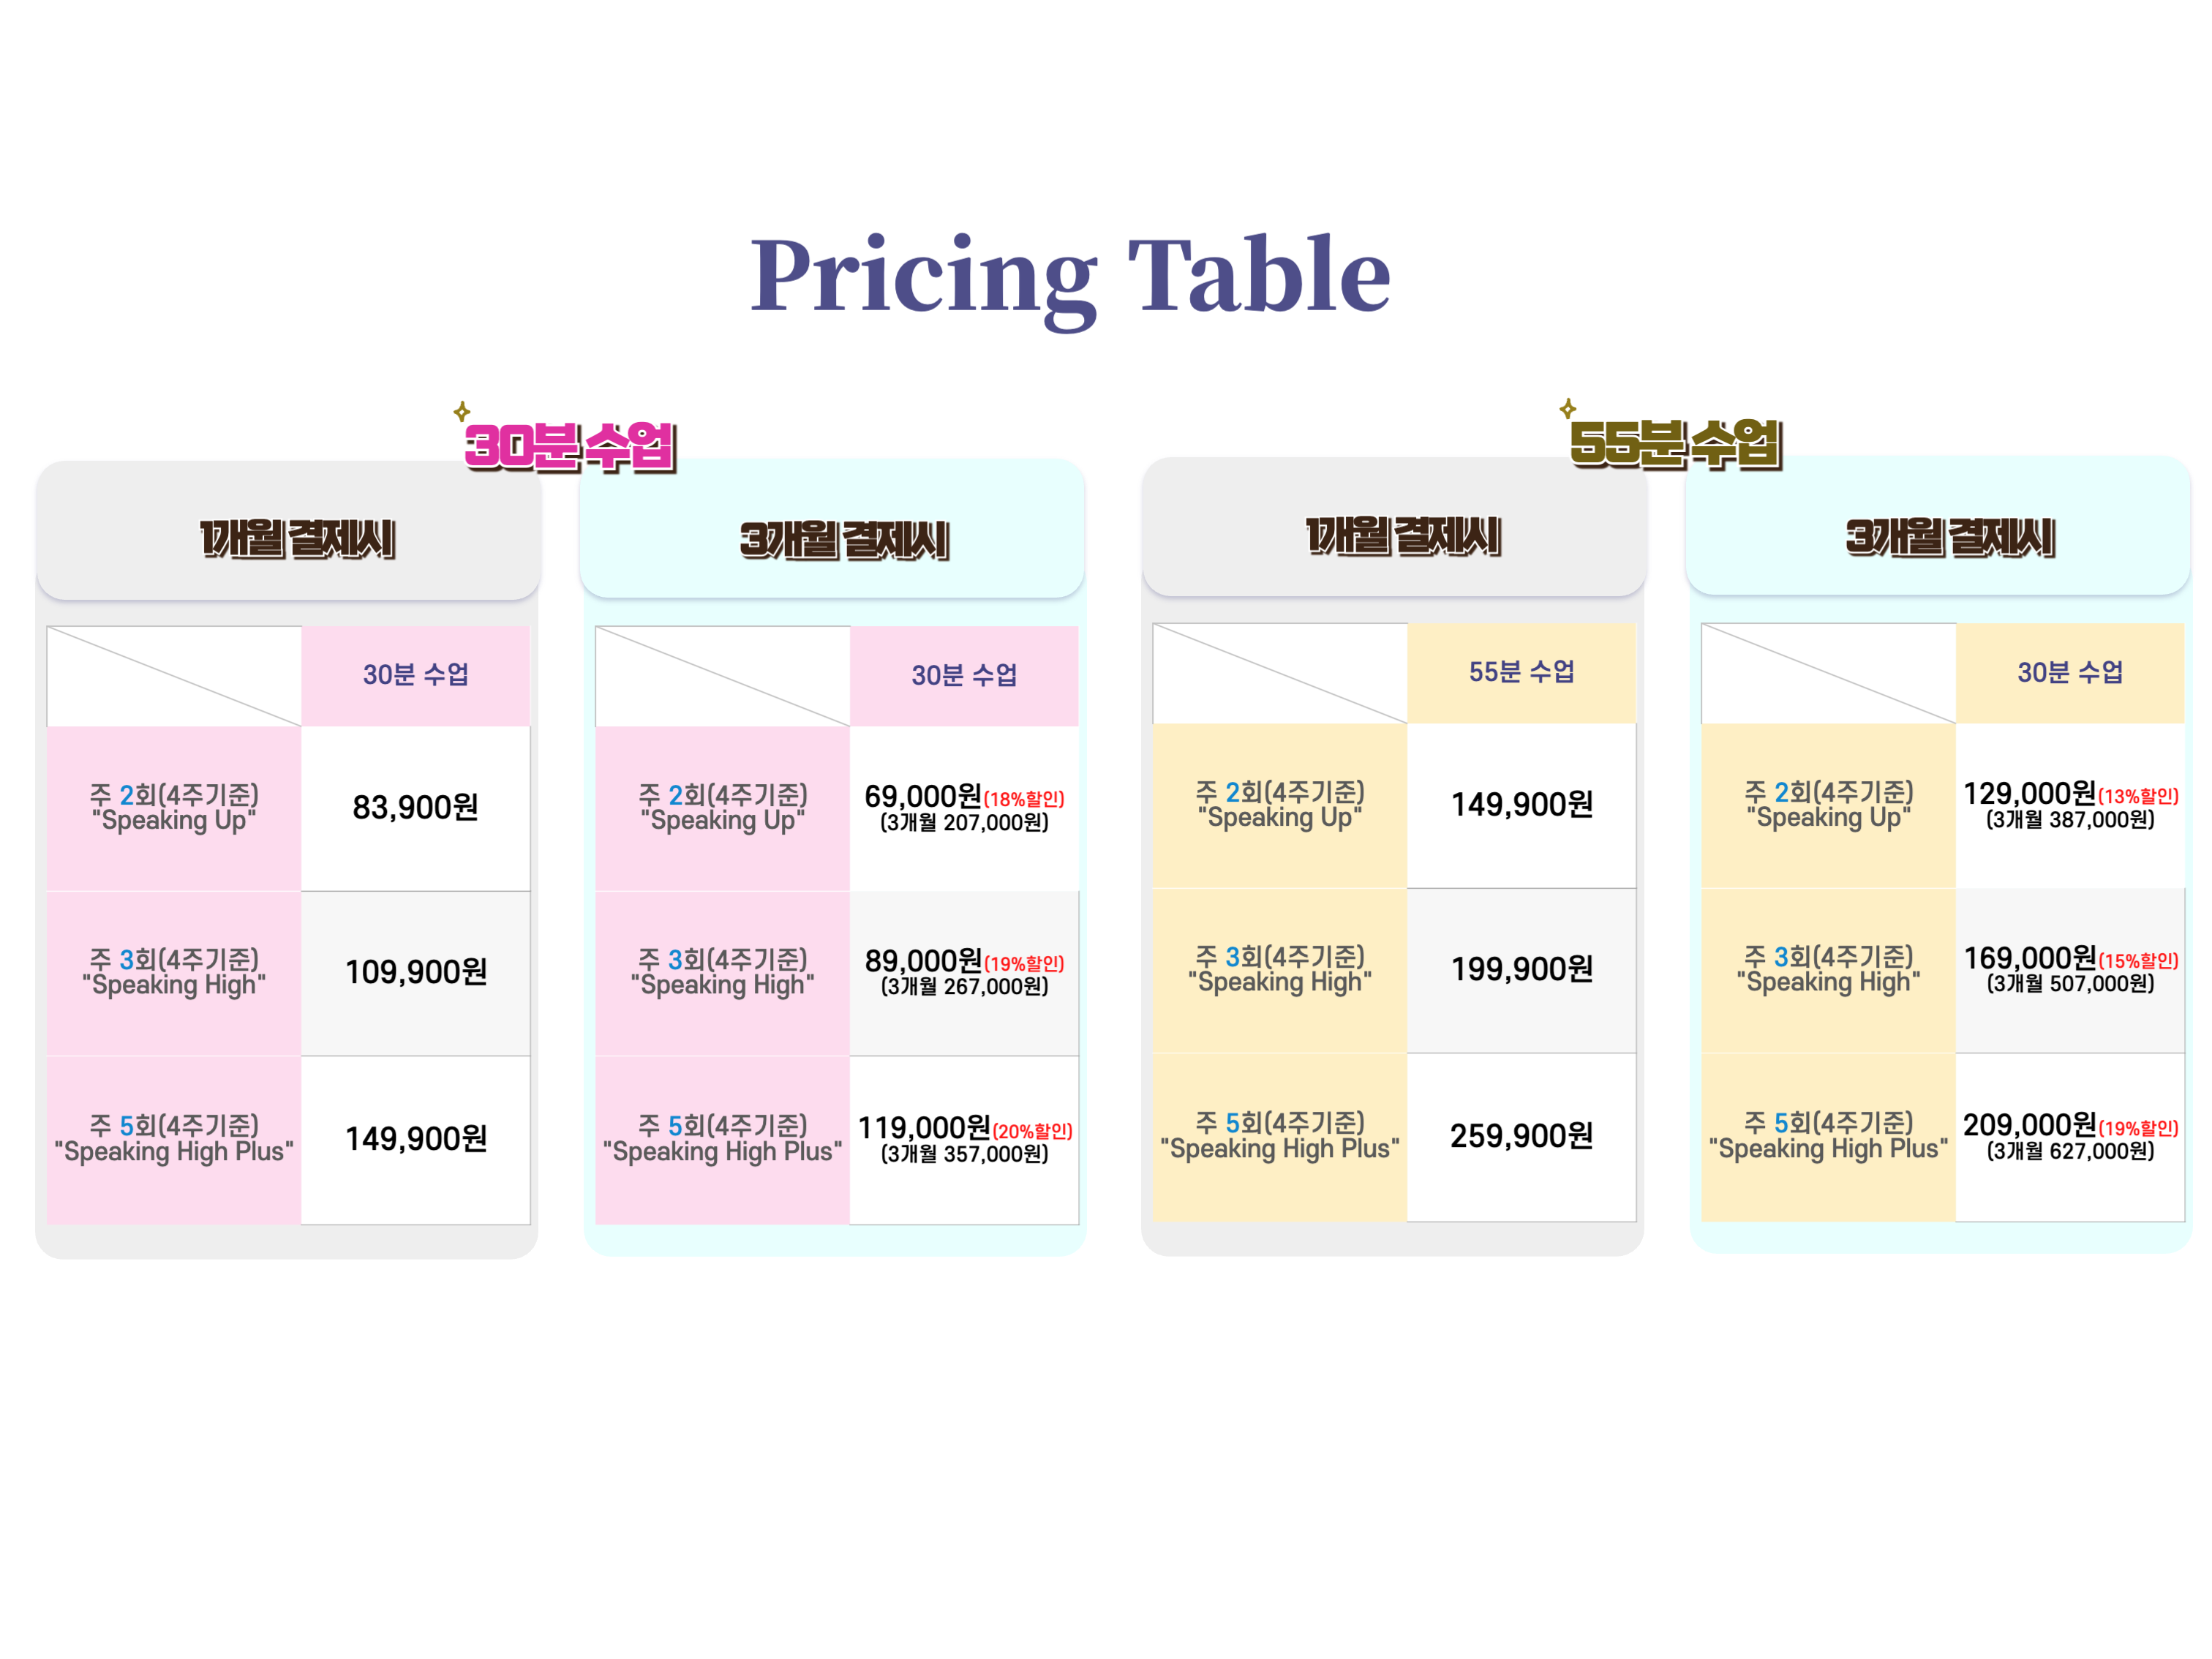 Pricing Table
30분 수업
1개월 결제시
30분 수업
주 2회(4주기준)
"Speaking Up"
83,900원
주 3회(4주기준)
"Speaking High"
109,900원
주 5회(4주기준)
"Speaking High Plus"
149,900원
3개월 결제시
30분 수업
주 2회(4주기준)
"Speaking Up"
69,000원(18%할인)
(3개월 207,000원)
주 3회(4주기준)
"Speaking High"
89,000원(19%할인)
(3개월 267,000원)
주 5회(4주기준)
"Speaking High Plus"
119,000원(20%할인)
(3개월 357,000원)
55분 수업
1개월 결제시
55분 수업
주 2회(4주기준)
"Speaking Up"
149,900원
주 3회(4주기준)
"Speaking High"
199,900원
주 5회(4주기준)
"Speaking High Plus"
259,900원
3개월 결제시
30분 수업
주 2회(4주기준)
"Speaking Up"
129,000원(13%할인)
(3개월 387,000원)
주 3회(4주기준)
"Speaking High"
169,000원(15%할인)
(3개월 507,000원)
주 5회(4주기준)
"Speaking High Plus"
209,000원(19%할인)
(3개월 627,000원)